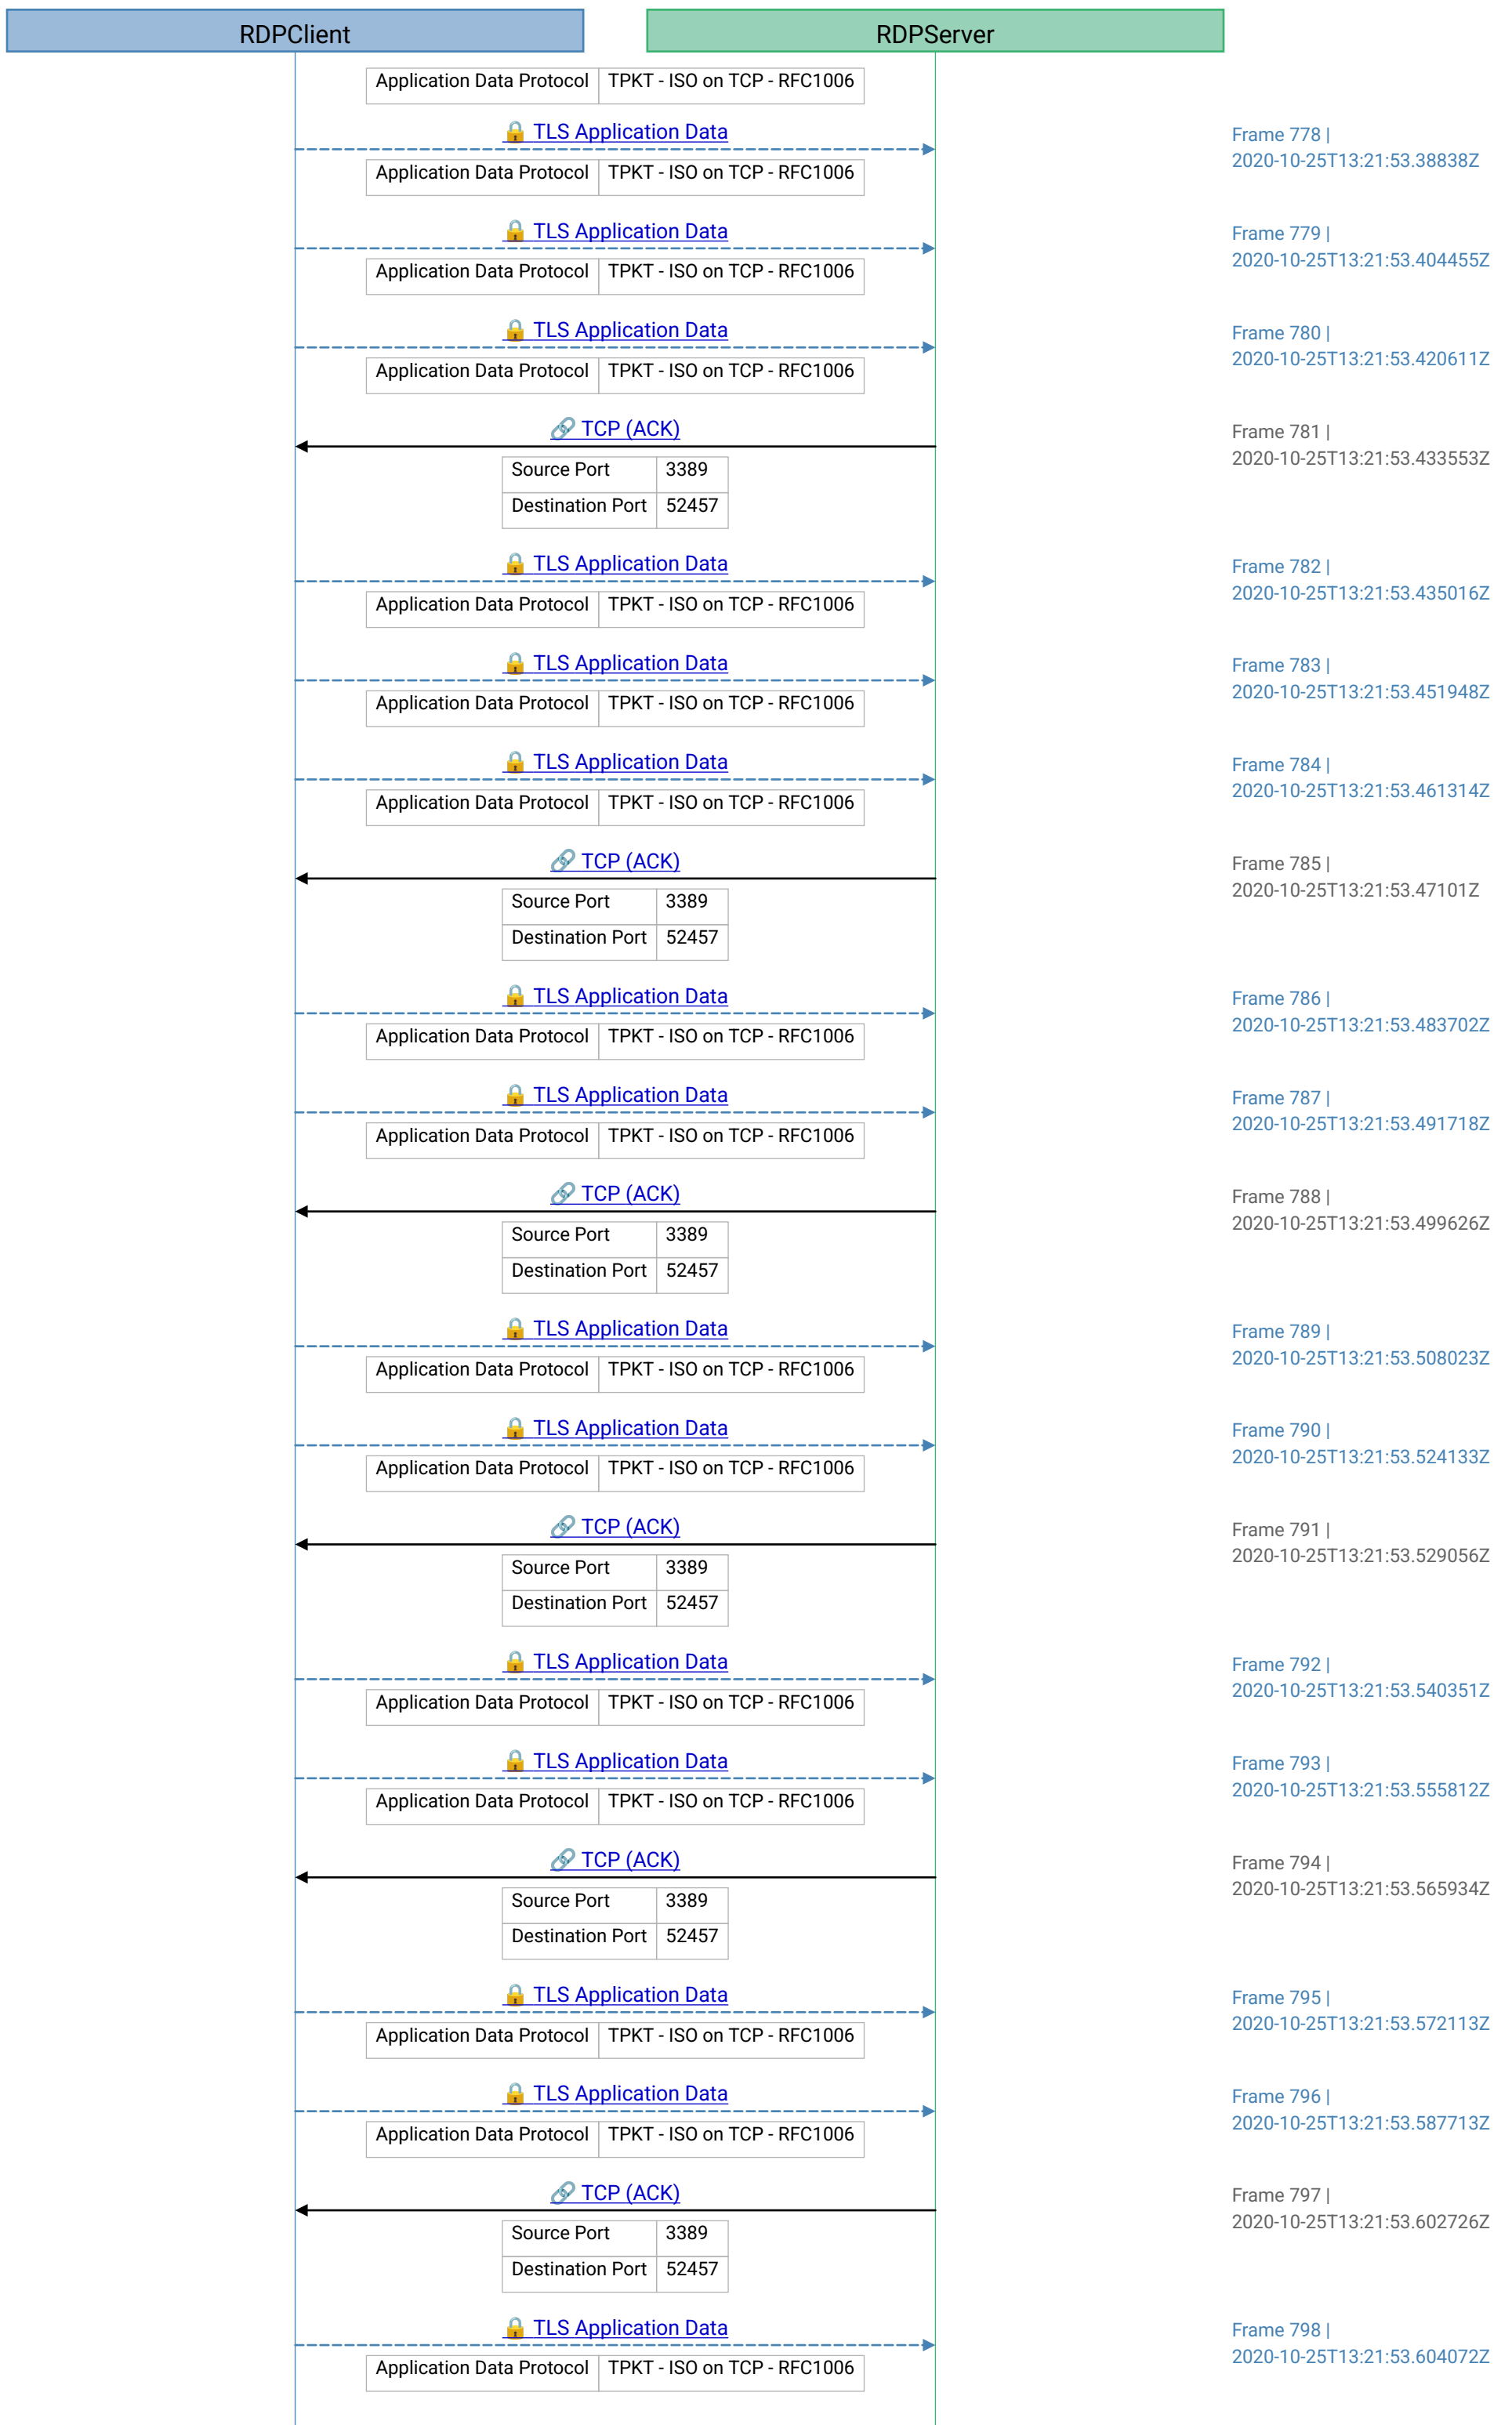 RDPClient
RDPServer
Application Data Protocol TPKT - ISO on TCP - RFC1006
TLS Application Data
Frame 778 |
2020-10-25T13:21:53.38838Z
Application Data Protocol TPKT - ISO on TCP - RFC1006
TLS Application Data
Frame 779 |
2020-10-25T13:21:53.404455Z
Application Data Protocol TPKT - ISO on TCP - RFC1006
TLS Application Data
Frame 780 |
2020-10-25T13:21:53.420611Z
Application Data Protocol TPKT - ISO on TCP - RFC1006
TCP (ACK)
Frame 781 |
2020-10-25T13:21:53.433553Z
Source Port 3389
Destination Port 52457
TLS Application Data
Frame 782 |
2020-10-25T13:21:53.435016Z
Application Data Protocol TPKT - ISO on TCP - RFC1006
TLS Application Data
Frame 783 |
2020-10-25T13:21:53.451948Z
Application Data Protocol TPKT - ISO on TCP - RFC1006
TLS Application Data
Frame 784 |
2020-10-25T13:21:53.461314Z
Application Data Protocol TPKT - ISO on TCP - RFC1006
TCP (ACK)
Frame 785 |
2020-10-25T13:21:53.47101Z
Source Port 3389
Destination Port 52457
TLS Application Data
Frame 786 |
2020-10-25T13:21:53.483702Z
Application Data Protocol TPKT - ISO on TCP - RFC1006
TLS Application Data
Frame 787 |
2020-10-25T13:21:53.491718Z
Application Data Protocol TPKT - ISO on TCP - RFC1006
TCP (ACK)
Frame 788 |
2020-10-25T13:21:53.499626Z
Source Port 3389
Destination Port 52457
TLS Application Data
Frame 789 |
2020-10-25T13:21:53.508023Z
Application Data Protocol TPKT - ISO on TCP - RFC1006
TLS Application Data
Frame 790 |
2020-10-25T13:21:53.524133Z
Application Data Protocol TPKT - ISO on TCP - RFC1006
TCP (ACK)
Frame 791 |
2020-10-25T13:21:53.529056Z
Source Port 3389
Destination Port 52457
TLS Application Data
Frame 792 |
2020-10-25T13:21:53.540351Z
Application Data Protocol TPKT - ISO on TCP - RFC1006
TLS Application Data
Frame 793 |
2020-10-25T13:21:53.555812Z
Application Data Protocol TPKT - ISO on TCP - RFC1006
TCP (ACK)
Frame 794 |
2020-10-25T13:21:53.565934Z
Source Port 3389
Destination Port 52457
TLS Application Data
Frame 795 |
2020-10-25T13:21:53.572113Z
Application Data Protocol TPKT - ISO on TCP - RFC1006
TLS Application Data
Frame 796 |
2020-10-25T13:21:53.587713Z
Application Data Protocol TPKT - ISO on TCP - RFC1006
TCP (ACK)
Frame 797 |
2020-10-25T13:21:53.602726Z
Source Port 3389
Destination Port 52457
TLS Application Data
Frame 798 |
2020-10-25T13:21:53.604072Z
Application Data Protocol TPKT - ISO on TCP - RFC1006